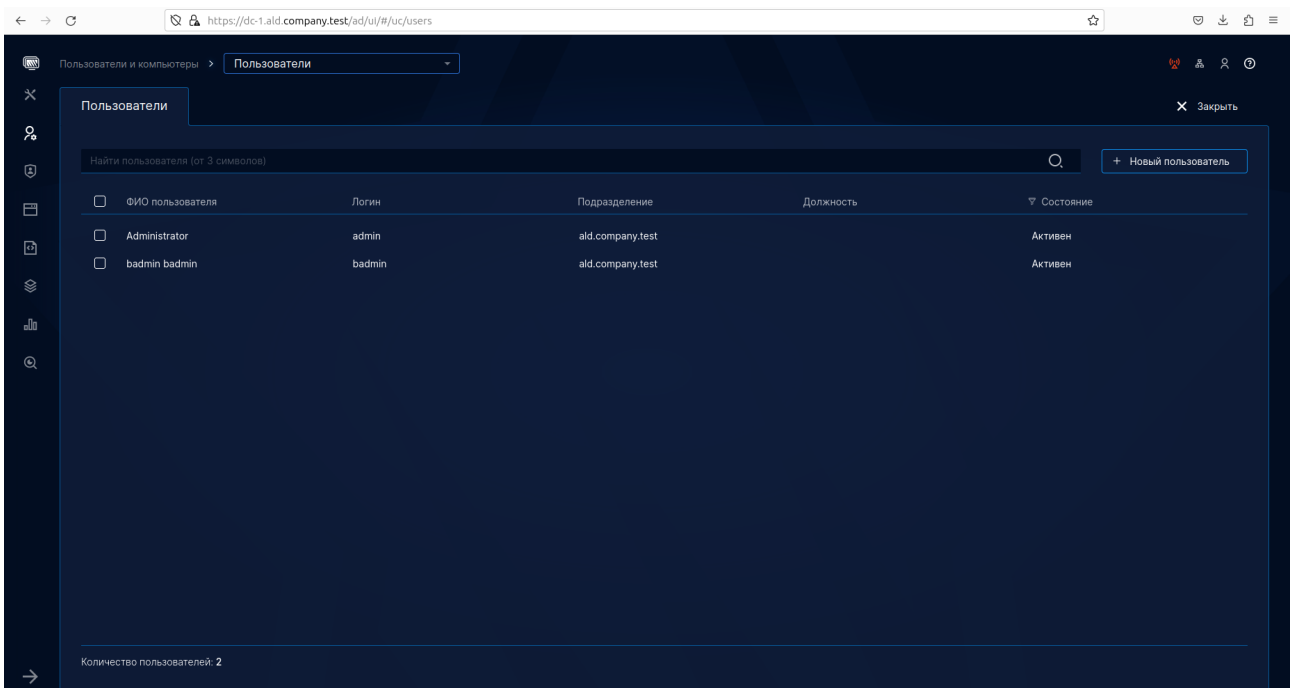 https://dc-1.ald.company.test/ad/ui/#/uc/users
Пользователи и компьютеры > Пользователи
Пользователи
Закрыть
Найти пользователя (от 3 символов)
+ Новый пользователь
ФИО пользователя Логин Подразделение Должность Состояние
Administrator admin ald.company.test Активен
badmin badmin badmin ald.company.test Активен
Количество пользователей: 2